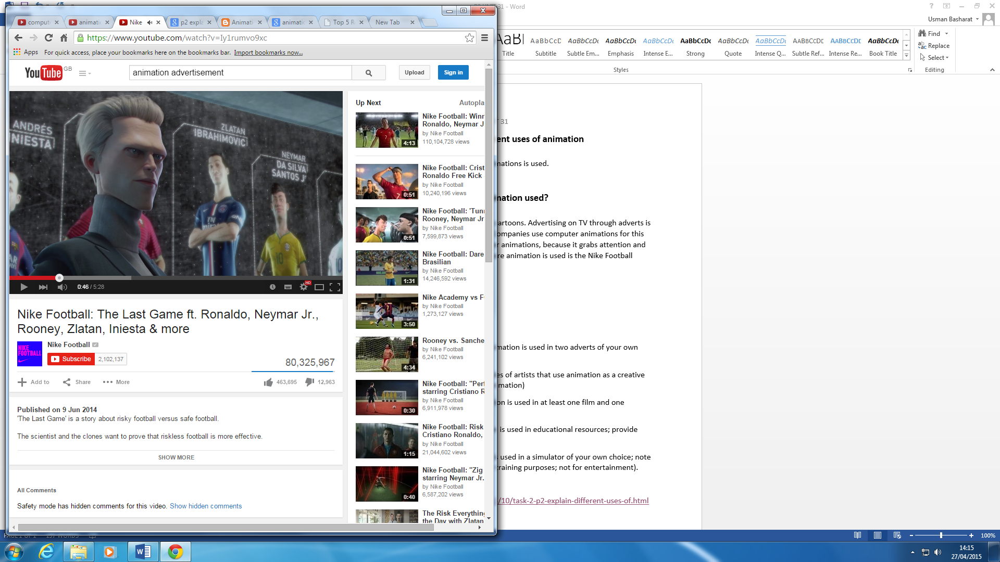 31 - Word
Usman Basharat
comput
animatic
Nike
p2 expla
Animati
animatic
Top 5 R
New Tab
https://www.youtube.com/watch?v=Iy1rumvo9xc
Apps For quick access, place your bookmarks here on the bookmarks bar. Import bookmarks now...
AaBbCcD AaBbCcDc AaBbCcDc AaBbCcDc AaBbCcDc AaBbCcDc AaBbCcDc AABBCCDE AABBCCDE AaBbCcDc
Title Subtitle Subtle Em... Emphasis Intense E... Strong Quote Intense Q... Subtle Ref... Intense Re... Book Title
Styles
Find
Replace
Select
Editing
YouTube GB
animation advertisement
Upload
Sign in
ANDRÉS
INIESTA
ZLATAN
IBRAHIMOVIC
NEYMAR
DA SILVA
SANTOS JR
10
0:46 / 5:28
HD
Nike Football: The Last Game ft. Ronaldo, Neymar Jr.,
Rooney, Zlatan, Iniesta & more
NIKE
FOOTBALL
Nike Football
Subscribe 2,102,137
80,325,967
Add to Share More 463,695 12,963
Published on 9 Jun 2014
'The Last Game' is a story about risky football versus safe football.
The scientist and the clones want to prove that riskless football is more effective.
SHOW MORE
All Comments
Safety mode has hidden comments for this video. Show hidden comments
Up Next Autopla
Nike Football: Winn
Ronaldo, Neymar J
by Nike Football
110,104,728 views
4:13
Nike Football: Crist
Ronaldo Free Kick
by Nike Football
10,240,196 views
0:51
Nike Football: 'Tunn
Rooney, Neymar Jr
by Nike Football
7,599,873 views
0:51
Nike Football: Dare
Brasilian
by Nike Football
14,246,592 views
1:31
Nike Academy vs F
by Nike Football
1,273,127 views
3:50
Rooney vs. Sanche
by Nike Football
6,241,102 views
4:34
Nike Football: "Perf
starring Cristiano R
by Nike Football
6,911,978 views
0:30
Nike Football: Risk
Cristiano Ronaldo,
by Nike Football
21,044,602 views
1:15
Nike Football: "Zig
starring Neymar Jr.
by Nike Football
6,587,202 views
0:40
The Risk Everything
the Day with Zlatan
T 31
ent uses of animation
mations is used.
mation used?
cartoons. Advertising on TV through adverts is
ompanies use computer animations for this
r animations, because it grabs attention and
re animation is used is the Nike Football
mation is used in two adverts of your own
es of artists that use animation as a creative
mation)
on is used in at least one film and one
is used in educational resources; provide
s used in a simulator of your own choice; note
training purposes; not for entertainment).
/10/task-2-p2-explain-different-uses-of.html
100%
14:15
27/04/2015